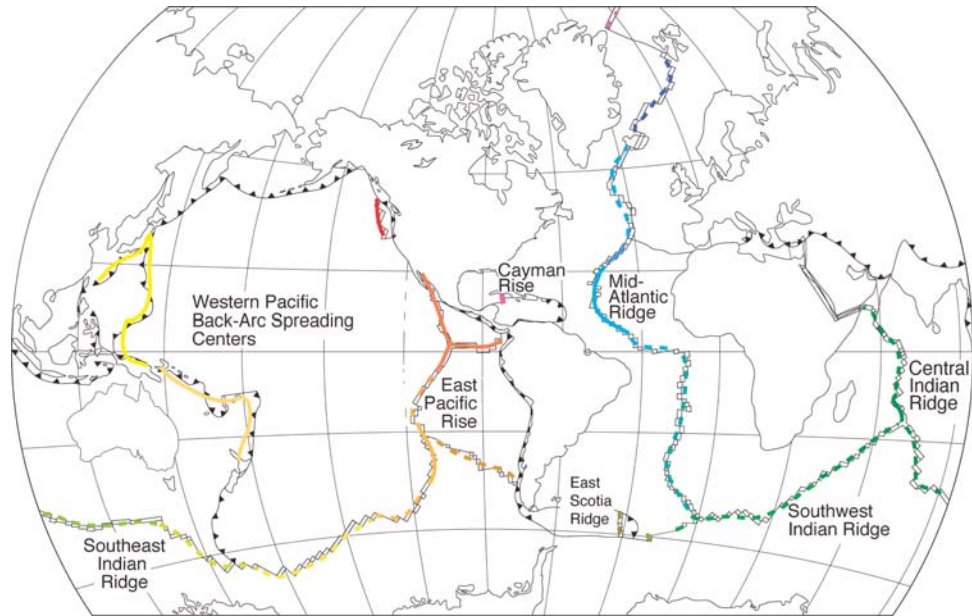 Cayman
Rise
Mid-
Atlantic
Ridge
Western Pacific
Back-Arc Spreading
Centers
East
Pacific
Rise
Central
Indian
Ridge
East
Scotia
Ridge
Southwest
Indian Ridge
Southeast
Indian
Ridge